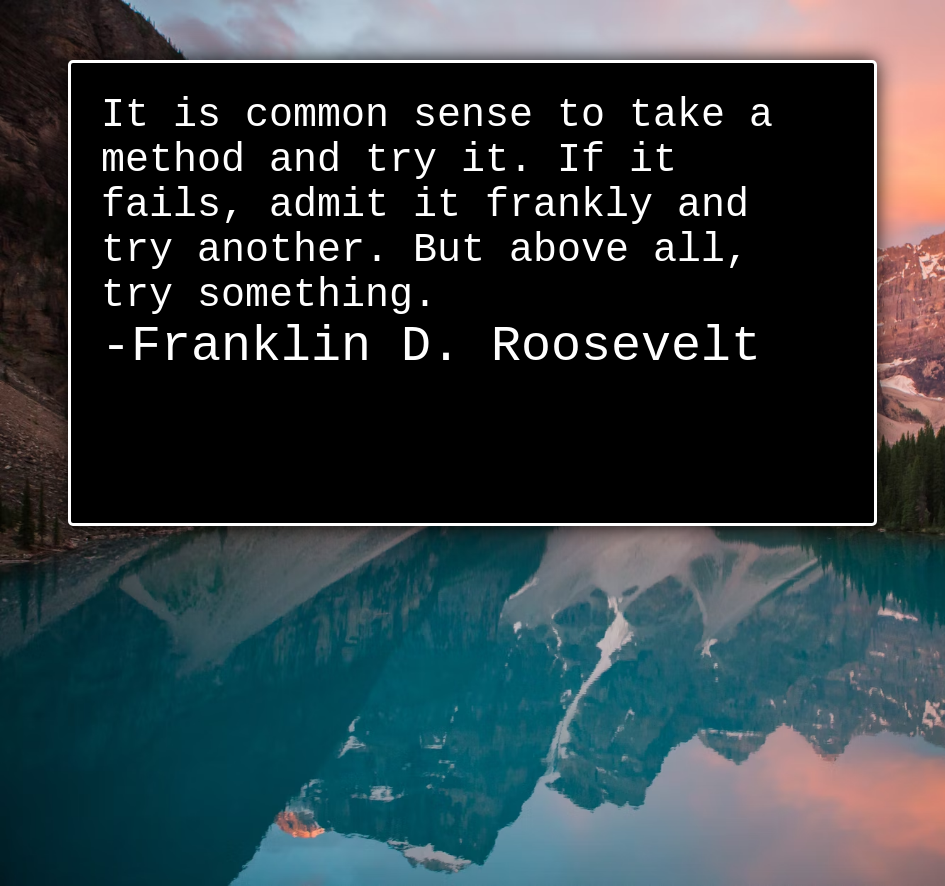 It is common sense to take a
method and try it. If it
fails, admit it frankly and
try another. But above all,
try something.
-Franklin D. Roosevelt